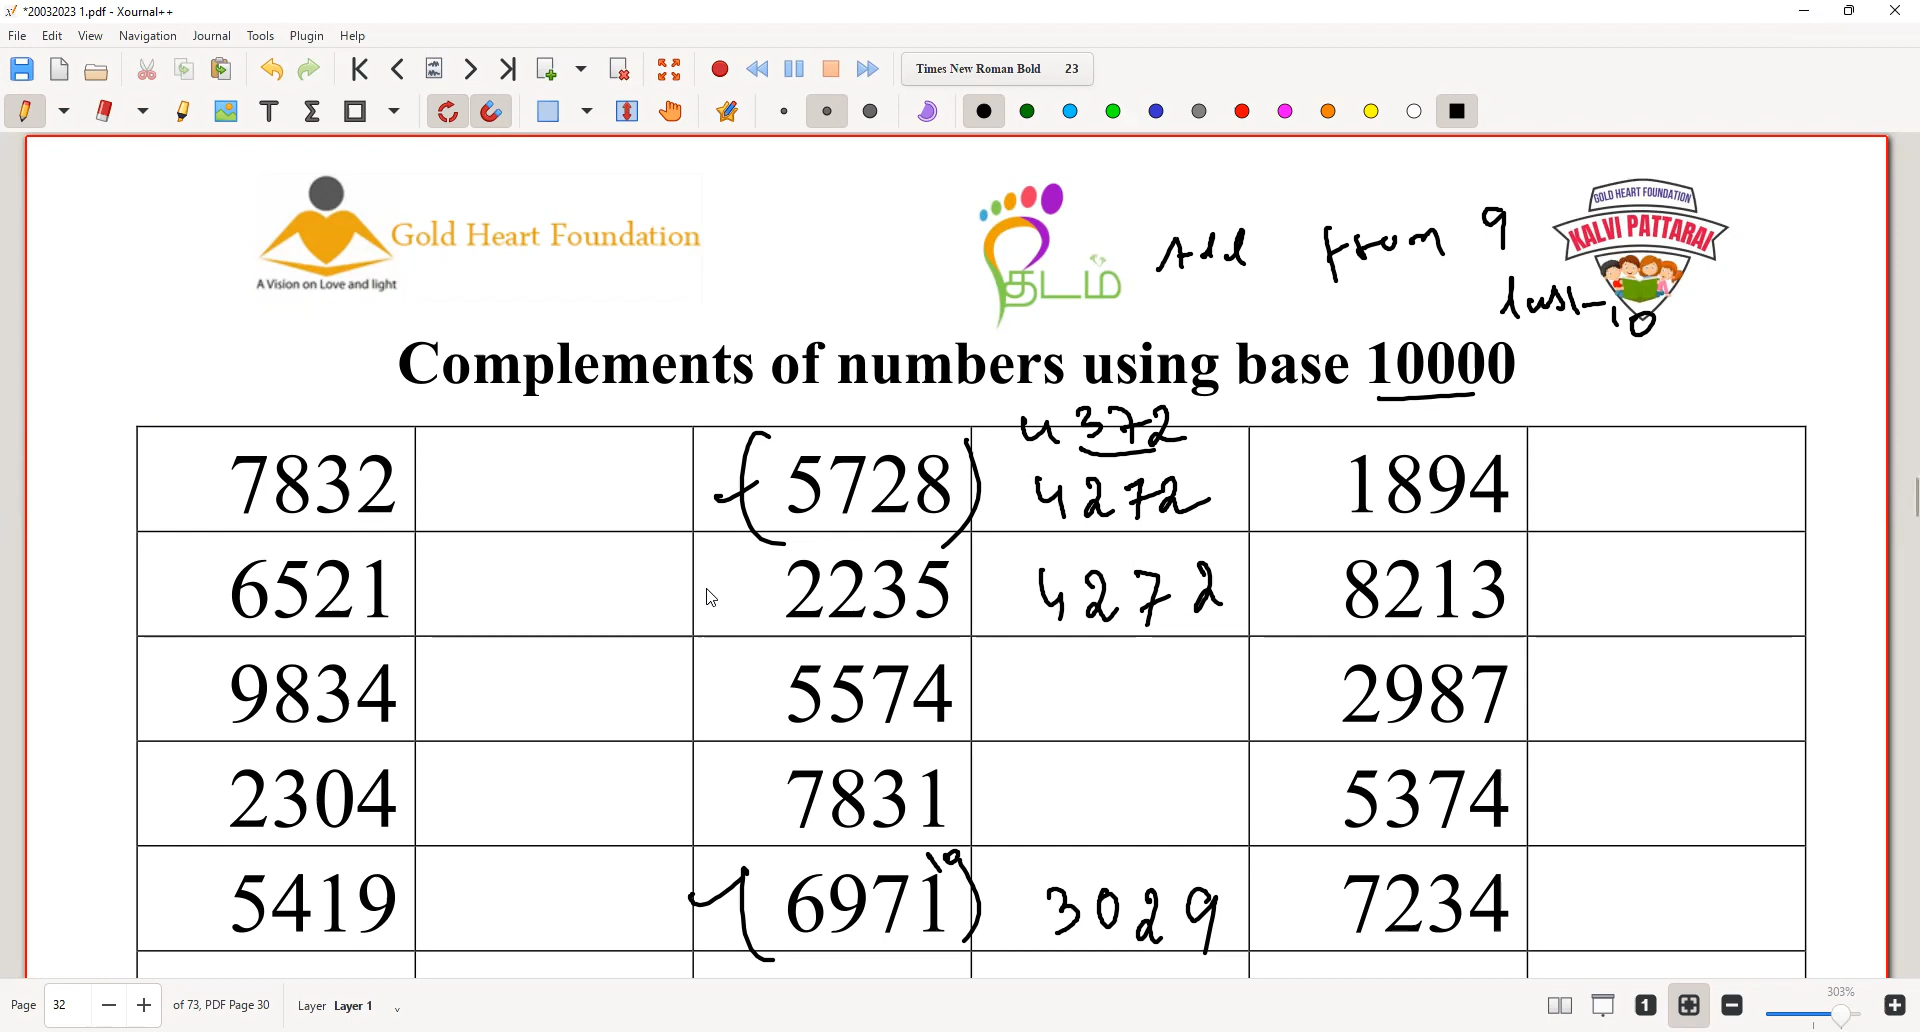 *20032023 1.pdf - Xournal++
File Edit View Navigation Journal Tools Plugin Help
Times New Roman Bold 23
Gold Heart Foundation
A Vision on Love and light
தடம்
All from 9
last 10
GOLD HEART FOUNDATION
KALVI PATTARAI
Complements of numbers using base 10000
4372
7832 5728 4272 1894
6521 2235 4272 8213
9834 5574 2987
2304 7831 5374
10
5419 6971 3029 7234
Page 32 of 73, PDF Page 30 Layer Layer 1 303%